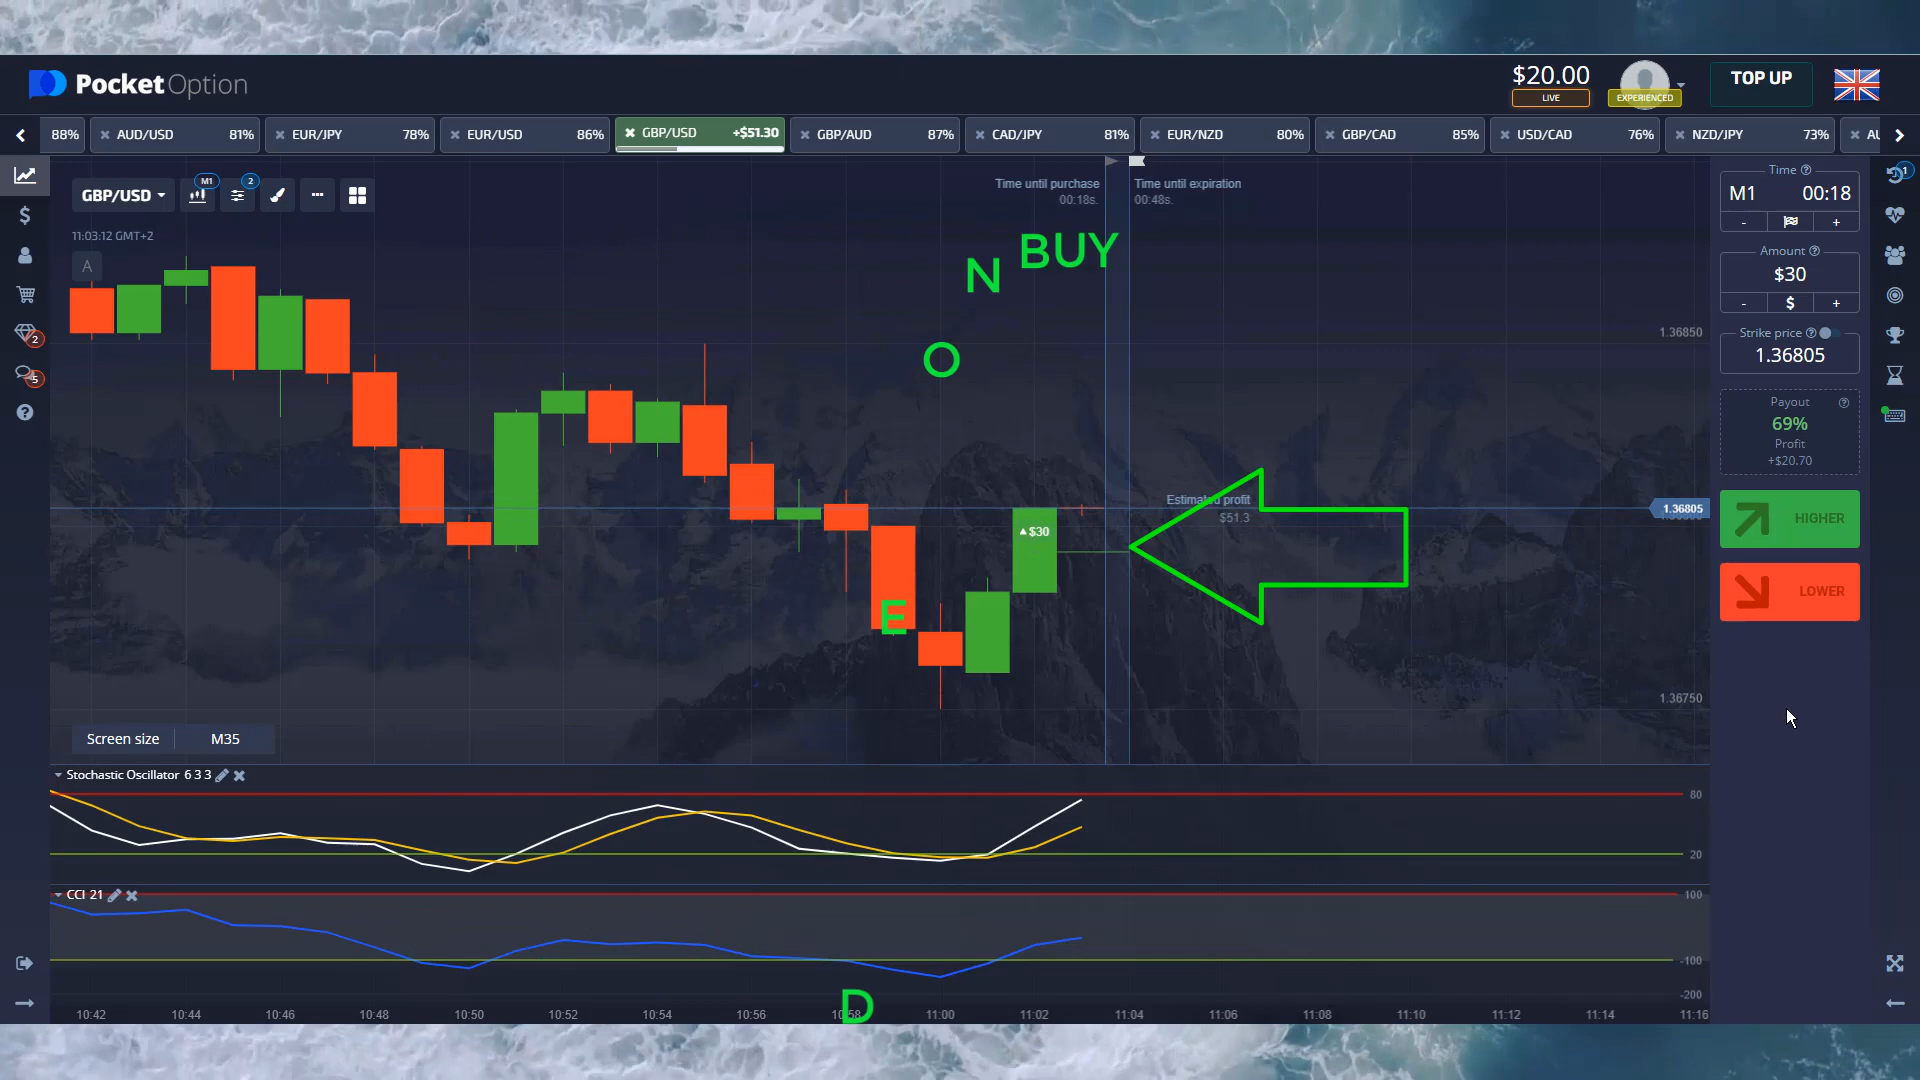 PocketOption
$20.00
LIVE
EXPERIENCED
TOP UP
88%
AUD/USD 81%
EUR/JPY 78%
EUR/USD 86%
GBP/USD +$51.30
GBP/AUD 87%
CAD/JPY 81%
EUR/NZD 80%
GBP/CAD 85%
USD/CAD 76%
NZD/JPY 73%
GBP/USD
M1
2
11:03:12 GMT+2
A
Time until purchase
00:18s.
Time until expiration
00:48s.
BUY
N
O
E
D
2
5
$30
Estimated profit
$51.3
1.36850
1.36805
1.36750
Time
M1 00:18
- +
Amount
$30
- $ +
Strike price
1.36805
Payout
69%
Profit
+$20.70
HIGHER
LOWER
1
Screen size M35
Stochastic Oscillator 6 3 3
80
20
CCI 21
100
-100
-200
10:42 10:44 10:46 10:48 10:50 10:52 10:54 10:56 10:58 11:00 11:02 11:04 11:06 11:08 11:10 11:12 11:14 11:16